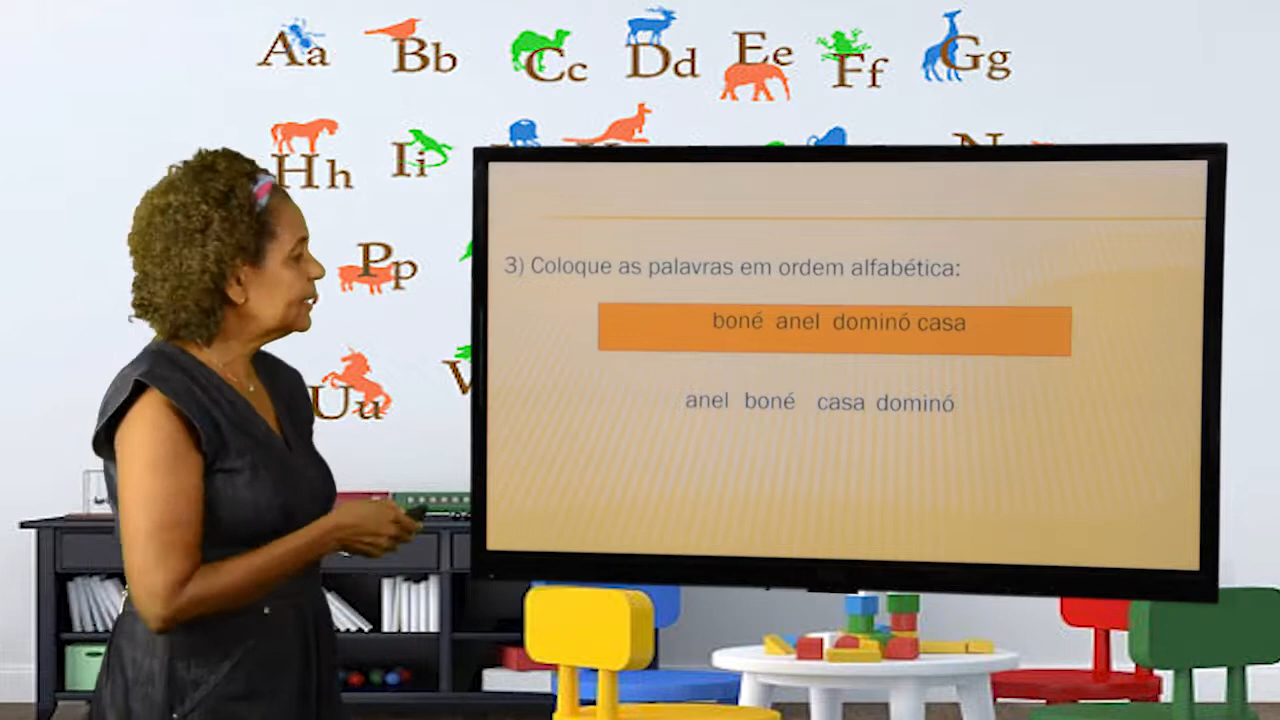 Aa Bb Cc Dd Ee Ff Gg
Hh Ii N
Pp
Uu V
3) Coloque as palavras em ordem alfabética:
boné anel dominó casa
anel boné casa dominó